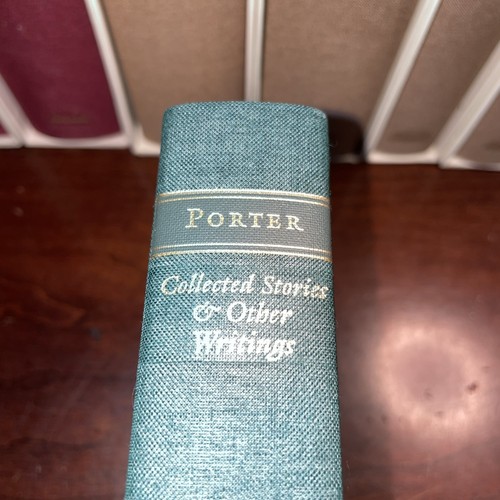 PORTER
Collected Stories
& Other
Writings